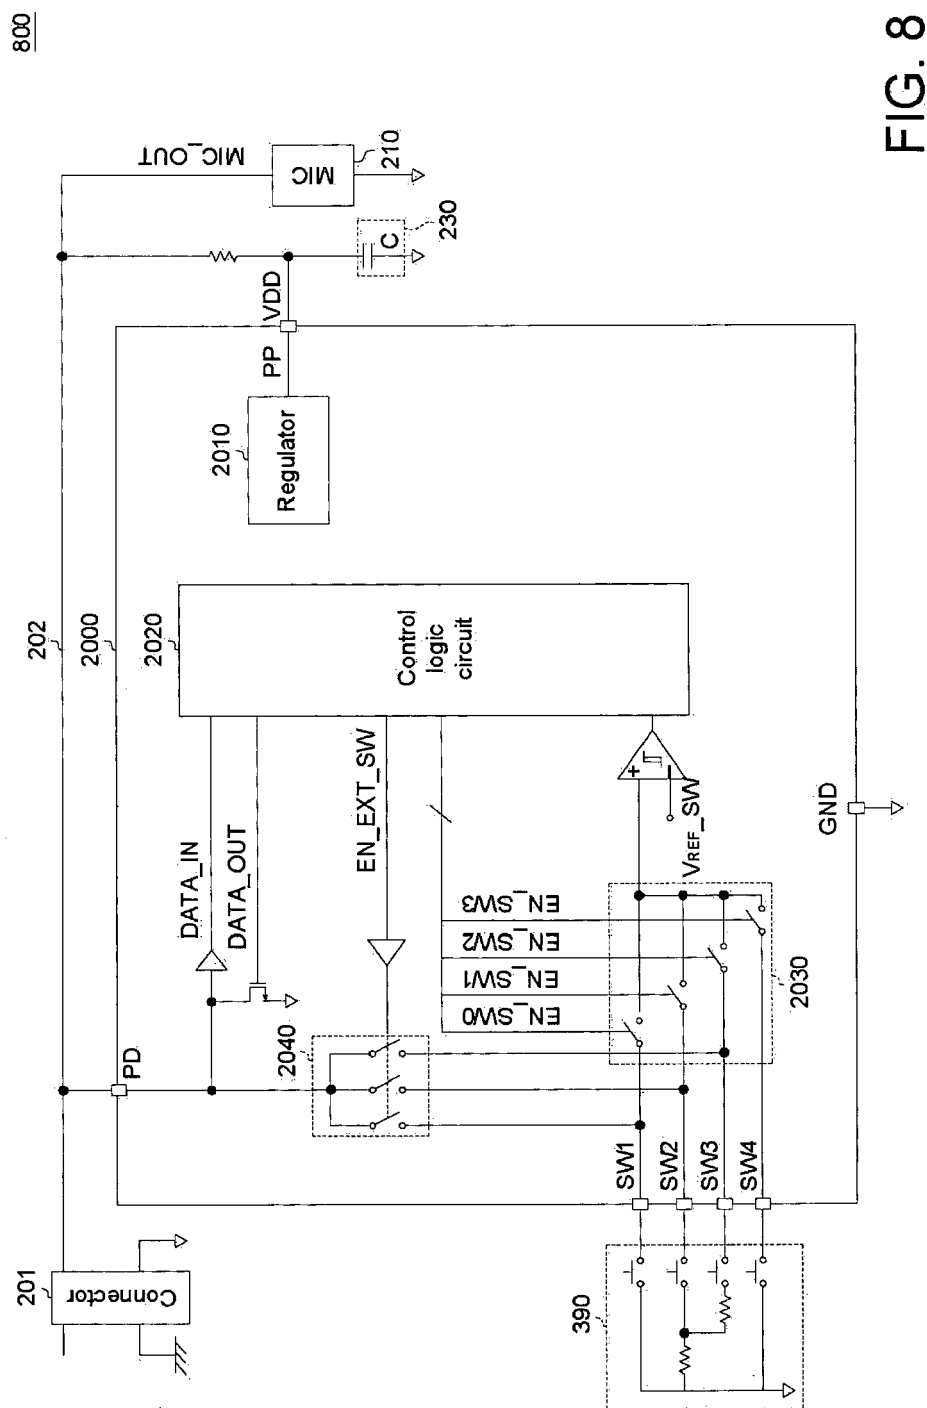 800
FIG. 8
MIC_OUT
MIC
210
C
230
VDD
PP
2010
Regulator
202
2000
2020
Control
logic
circuit
DATA_IN
DATA_OUT
EN_EXT_SW
+
−
VREF_SW
GND
EN_SW3
EN_SW2
EN_SW1
EN_SW0
2030
2040
PD
SW1
SW2
SW3
SW4
201
Connector
390